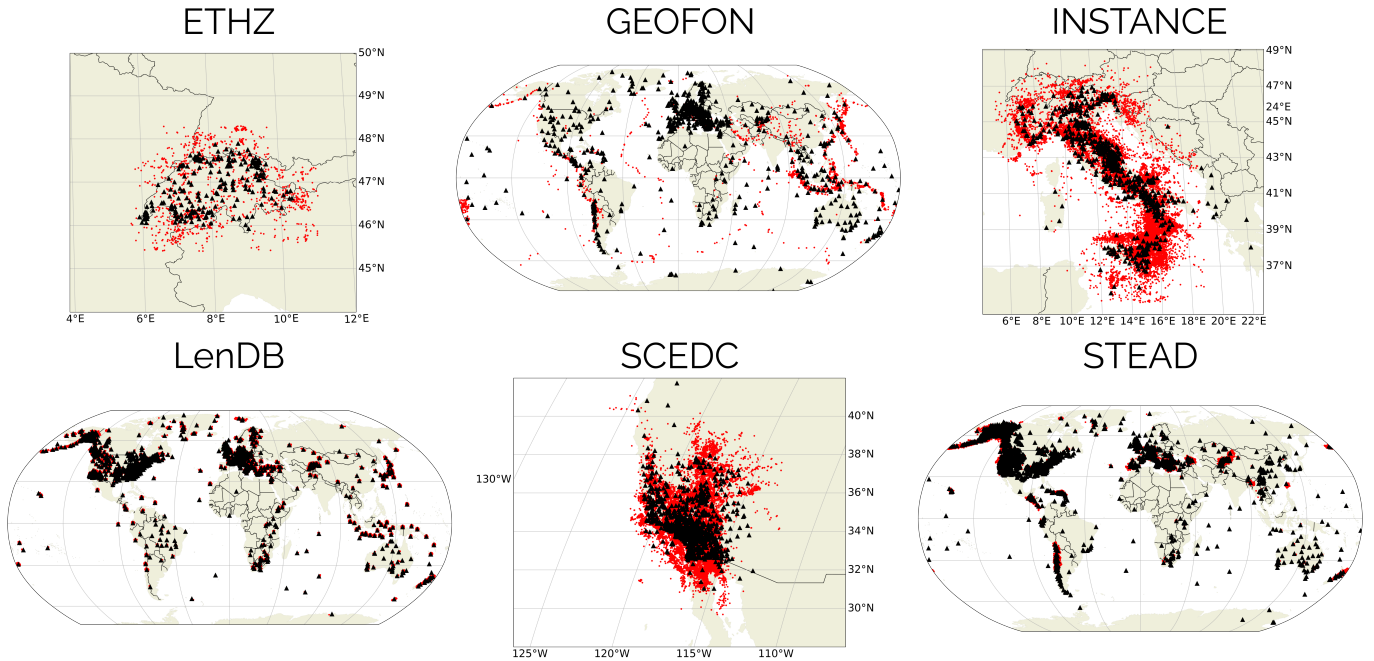 ETHZ
GEOFON
INSTANCE
50°N
49°N
48°N
47°N
46°N
45°N
4°E 6°E 8°E 10°E 12°E
49°N
47°N
24°E
45°N
43°N
41°N
39°N
37°N
6°E 8°E 10°E 12°E 14°E 16°E 18°E 20°E 22°E
LenDB
SCEDC
STEAD
130°W
40°N
38°N
36°N
34°N
32°N
30°N
125°W 120°W 115°W 110°W